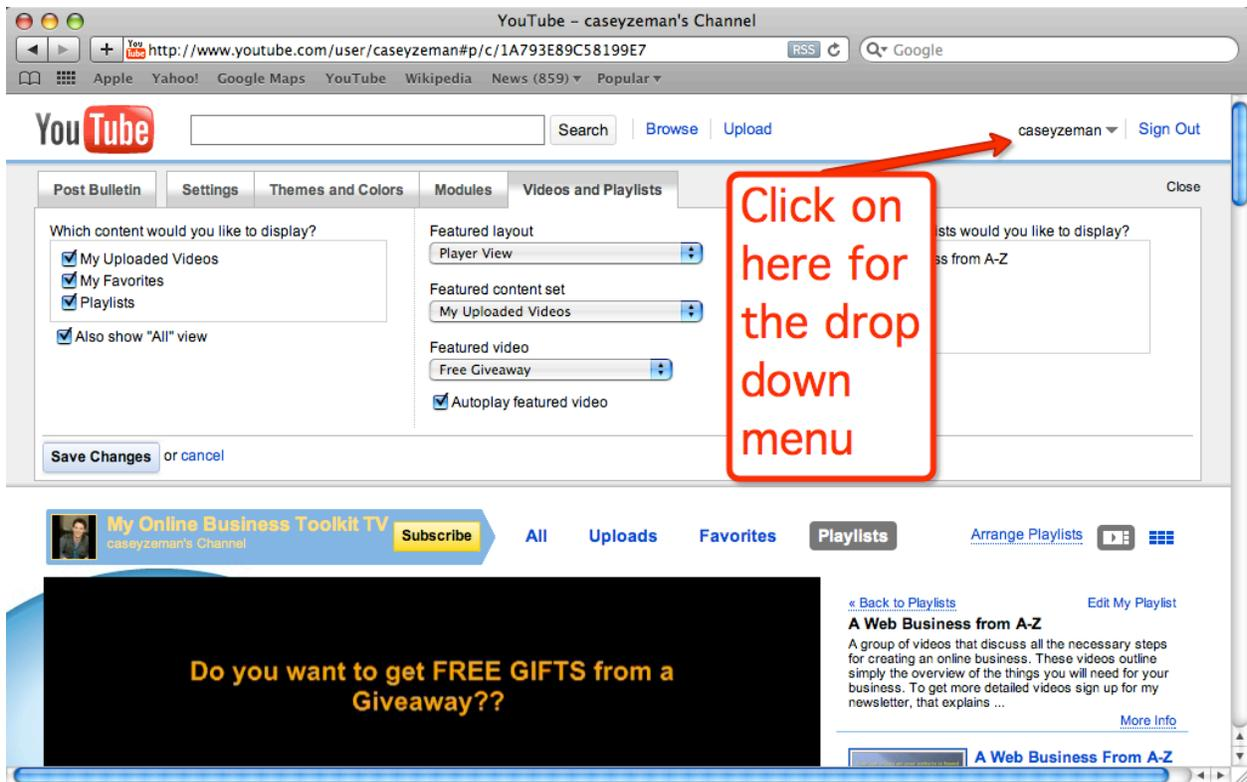 YouTube – caseyzeman's Channel
http://www.youtube.com/user/caseyzeman#p/c/1A793E89C58199E7 RSS Google
Apple Yahoo! Google Maps YouTube Wikipedia News (859) Popular
YouTube Search Browse Upload caseyzeman Sign Out
Post Bulletin Settings Themes and Colors Modules Videos and Playlists Close
Which content would you like to display?
My Uploaded Videos
My Favorites
Playlists
Also show "All" view
Featured layout
Player View
Featured content set
My Uploaded Videos
Featured video
Free Giveaway
Autoplay featured video
Click on
here for
the drop
down
menu
would you like to display?
from A-Z
Save Changes or cancel
My Online Business Toolkit TV
caseyzeman's Channel
Subscribe All Uploads Favorites Playlists Arrange Playlists
Do you want to get FREE GIFTS from a
Giveaway??
« Back to Playlists Edit My Playlist
A Web Business from A-Z
A group of videos that discuss all the necessary steps
for creating an online business. These videos outline
simply the overview of the things you will need for your
business. To get more detailed videos sign up for my
newsletter, that explains ...
More Info
A Web Business From A-Z